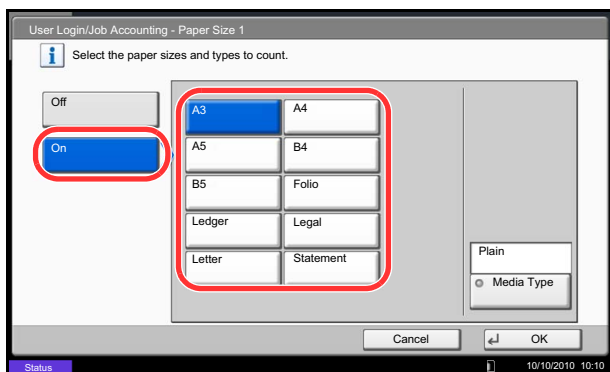 User Login/Job Accounting - Paper Size 1
Select the paper sizes and types to count.
Off
On
A3
A4
A5
B4
B5
Folio
Ledger
Legal
Letter
Statement
Plain
Media Type
Cancel
OK
Status
10/10/2010 10:10